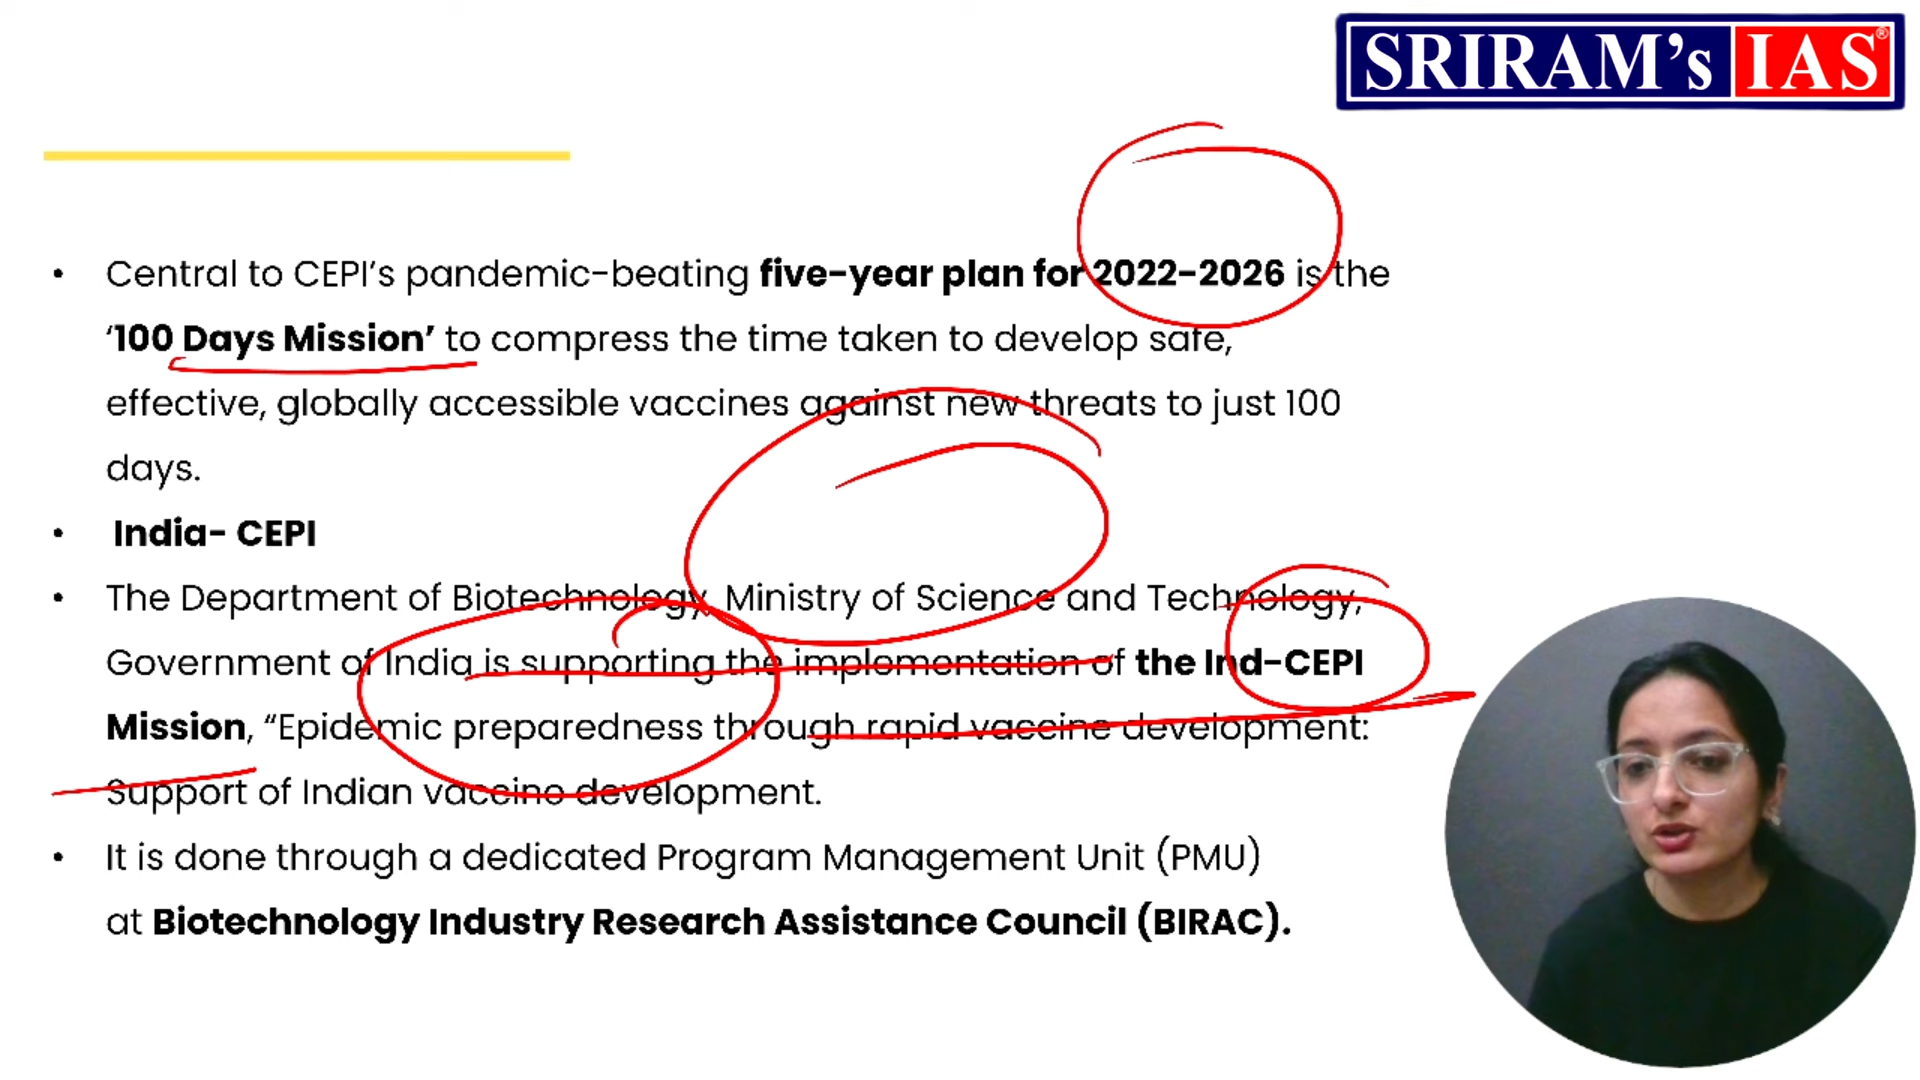 SRIRAM's IAS®
• Central to CEPI's pandemic-beating five-year plan for 2022-2026 is the
'100 Days Mission' to compress the time taken to develop safe,
effective, globally accessible vaccines against new threats to just 100
days.
• India- CEPI
• The Department of Biotechnology, Ministry of Science and Technology,
Government of India is supporting the implementation of the Ind-CEPI
Mission, “Epidemic preparedness through rapid vaccine development:
Support of Indian vaccine development.
• It is done through a dedicated Program Management Unit (PMU)
at Biotechnology Industry Research Assistance Council (BIRAC).